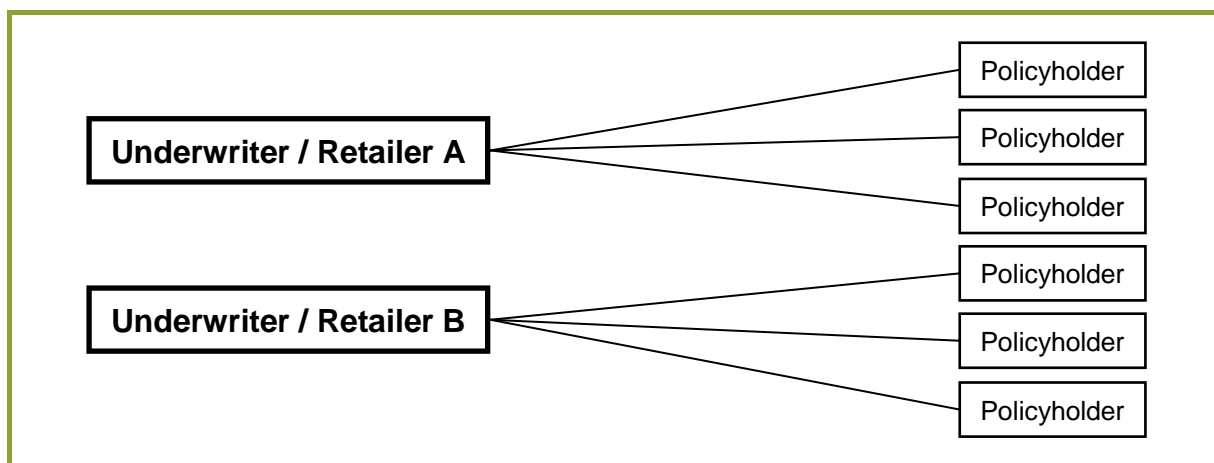 Policyholder
Underwriter / Retailer A
Policyholder
Policyholder
Policyholder
Underwriter / Retailer B
Policyholder
Policyholder